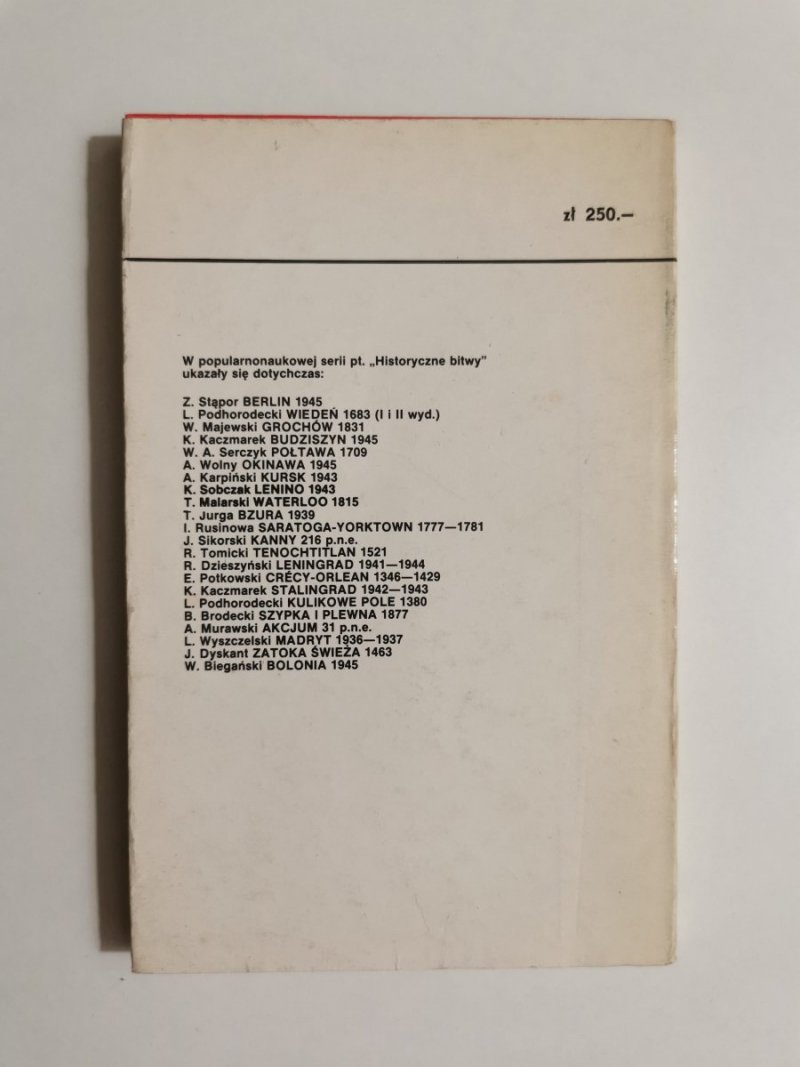 zł 250.—
W popularnonaukowej serii pt. „Historyczne bitwy”
ukazały się dotychczas:
Z. Stąpor BERLIN 1945
L. Podhorodecki WIEDEŃ 1683 (I i II wyd.)
W. Majewski GROCHÓW 1831
K. Kaczmarek BUDZISZYN 1945
W. A. Serczyk POŁTAWA 1709
A. Wolny OKINAWA 1945
A. Karpiński KURSK 1943
K. Sobczak LENINO 1943
T. Malarski WATERLOO 1815
T. Jurga BZURA 1939
I. Rusinowa SARATOGA-YORKTOWN 1777—1781
J. Sikorski KANNY 216 p.n.e.
R. Tomicki TENOCHTITLAN 1521
R. Dzieszyński LENINGRAD 1941—1944
E. Potkowski CRÉCY-ORLEAN 1346—1429
K. Kaczmarek STALINGRAD 1942—1943
L. Podhorodecki KULIKOWE POLE 1380
B. Brodecki SZYPKA I PLEWNA 1877
A. Murawski AKCJUM 31 p.n.e.
L. Wyszczelski MADRYT 1936—1937
J. Dyskant ZATOKA ŚWIEŻA 1463
W. Biegański BOLONIA 1945